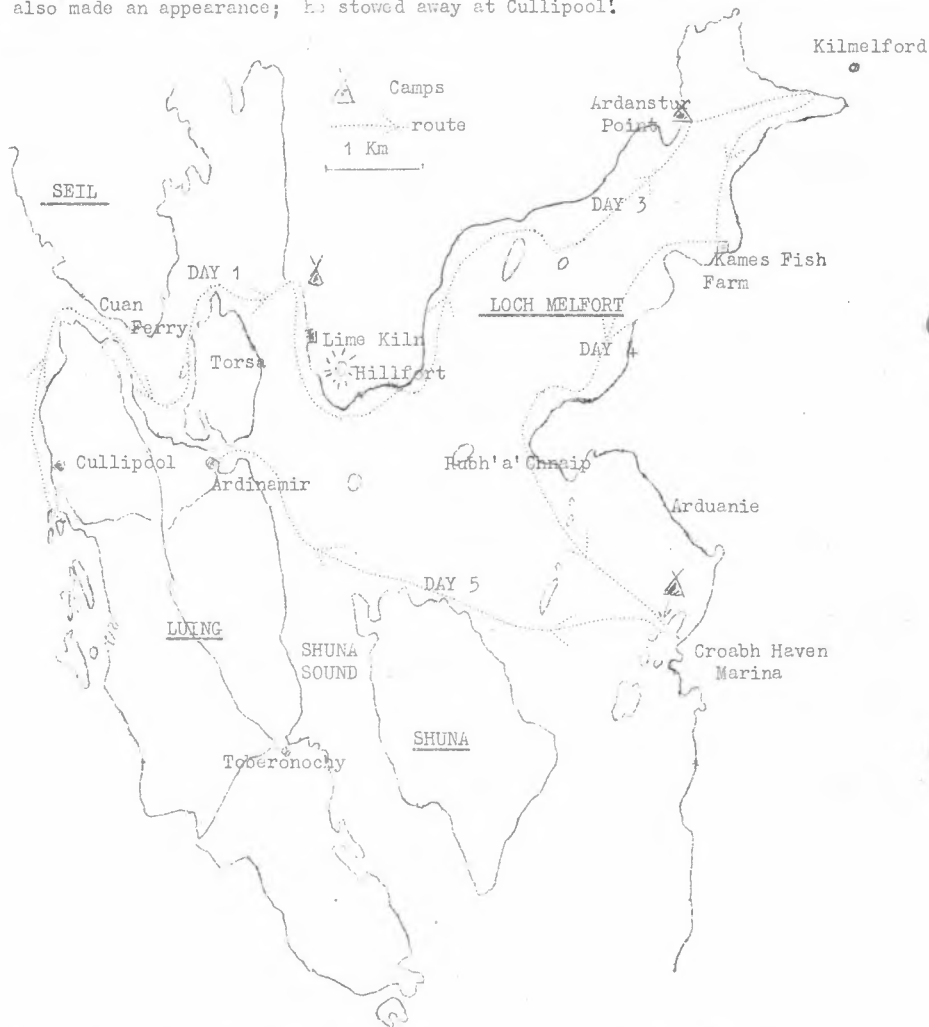 also made an appearance; he stowed away at Cullipool!
Kilmelford
Camps
Ardanstur
Point
route
1 Km
SEIL
DAY 3
DAY 1
Kames Fish
Farm
Cuan
Ferry
LOCH MELFORT
Lime Kiln
DAY 4
Torsa
Hillfort
Cullipool
Rubh'a'Chnaip
Ardinamir
Arduanie
DAY 5
LUING
SHUNA
SOUND
Croabh Haven
Marina
SHUNA
Toberonochy